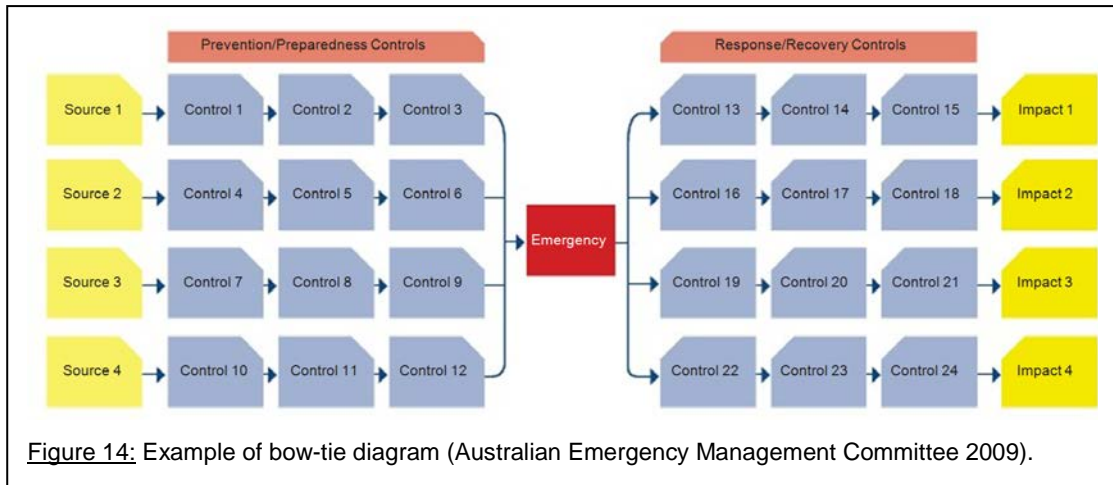 Prevention/Preparedness Controls
Response/Recovery Controls
Source 1
Control 1
Control 2
Control 3
Control 13
Control 14
Control 15
Impact 1
Source 2
Control 4
Control 5
Control 6
Control 16
Control 17
Control 18
Impact 2
Emergency
Source 3
Control 7
Control 8
Control 9
Control 19
Control 20
Control 21
Impact 3
Source 4
Control 10
Control 11
Control 12
Control 22
Control 23
Control 24
Impact 4
Figure 14: Example of bow-tie diagram (Australian Emergency Management Committee 2009).